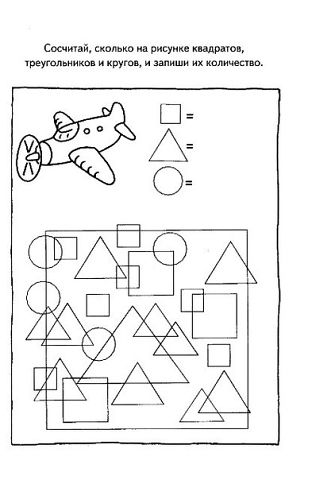 Сосчитай, сколько на рисунке квадратов,
треугольников и кругов, и запиши их количество.
=
=
=